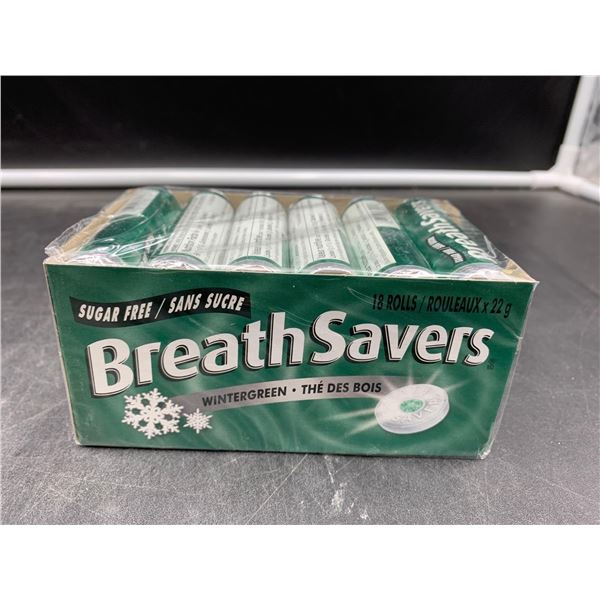 SUGAR FREE / SANS SUCRE
18 ROLLS / ROULEAUX x 22 g
BreathSavers
WINTERGREEN • THÉ DES BOIS